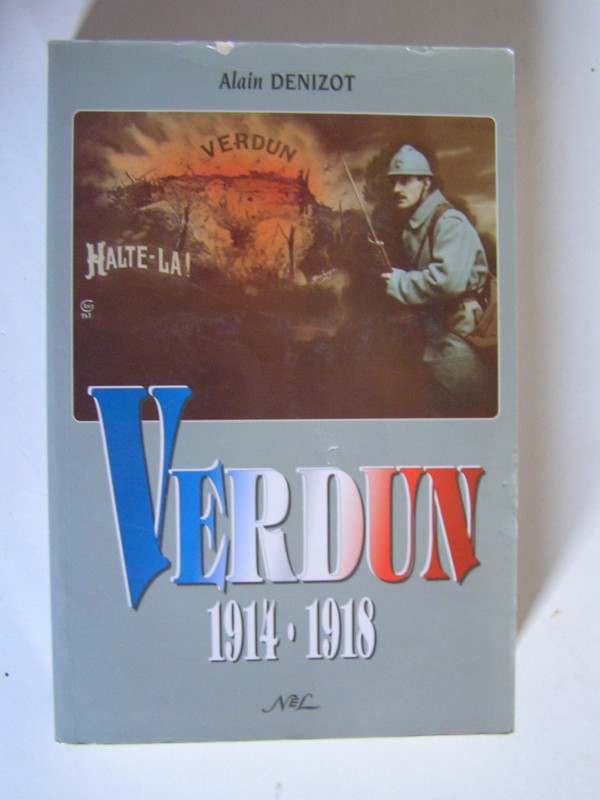 Alain DENIZOT
VERDUN
HALTE-LA!
VERDUN
1914 • 1918
NEL